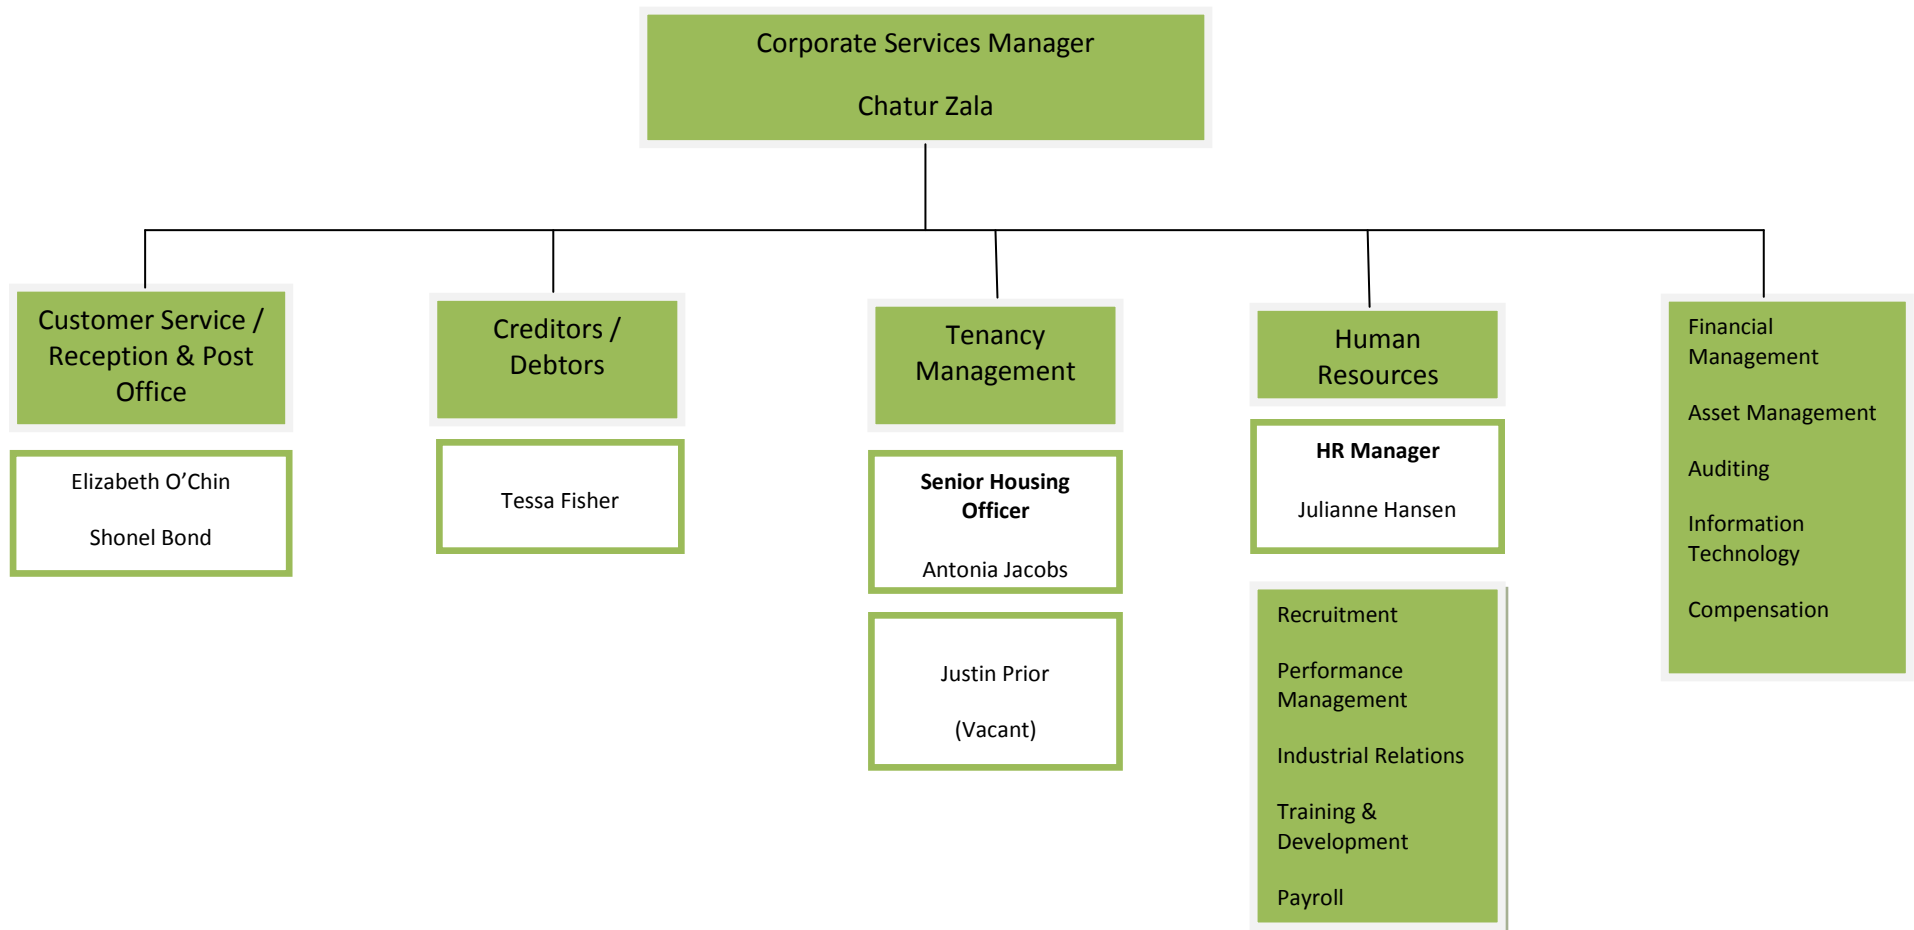 Corporate Services Manager
Chatur Zala
Customer Service /
Reception & Post
Office
Elizabeth O’Chin
Shonel Bond
Creditors /
Debtors
Tessa Fisher
Tenancy
Management
Senior Housing
Officer
Antonia Jacobs
Justin Prior
(Vacant)
Human
Resources
HR Manager
Julianne Hansen
Recruitment
Performance
Management
Industrial Relations
Training &
Development
Payroll
Financial
Management
Asset Management
Auditing
Information
Technology
Compensation